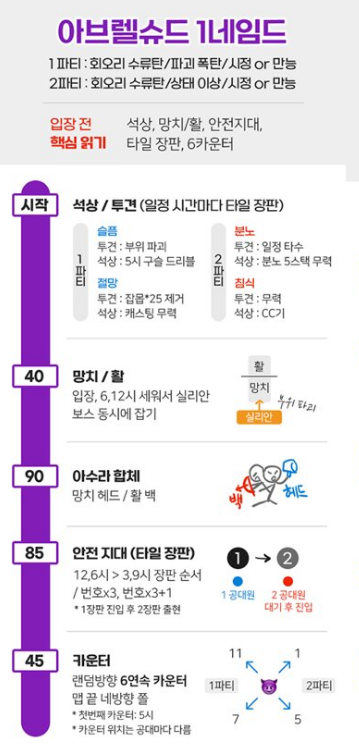 아브렐슈드 1네임드
1파티 : 회오리 수류탄/파괴 폭탄/시정 or 만능
2파티 : 회오리 수류탄/상태 이상/시정 or 만능
입장 전
핵심 읽기
석상, 망치/활, 안전지대,
타일 장판, 6카운터
시작
석상 / 투견 (일정 시간마다 타일 장판)
1파티
슬픔
투견 : 부위 파괴
석상 : 5시 구슬 드리블
절망
투견 : 잡몹*25 제거
석상 : 캐스팅 무력
2파티
분노
투견 : 일정 타수
석상 : 분노 5스택 무력
침식
투견 : 무력
석상 : CC기
40
망치 / 활
입장, 6,12시 세워서 실리안
보스 동시에 잡기
활
망치
실리안
부위 파괴
90
아수라 합체
망치 헤드 / 활 백
백
헤드
85
안전 지대 (타일 장판)
12,6시 > 3,9시 장판 순서
/ 번호x3, 번호x3+1
* 1장판 진입 후 2장판 출현
1
2
1 공대원
2 공대원
대기 후 진입
45
카운터
랜덤방향 6연속 카운터
맵 끝 네방향 쫄
* 첫번째 카운터: 5시
* 카운터 위치는 공대마다 다름
11
1
1파티
2파티
7
5